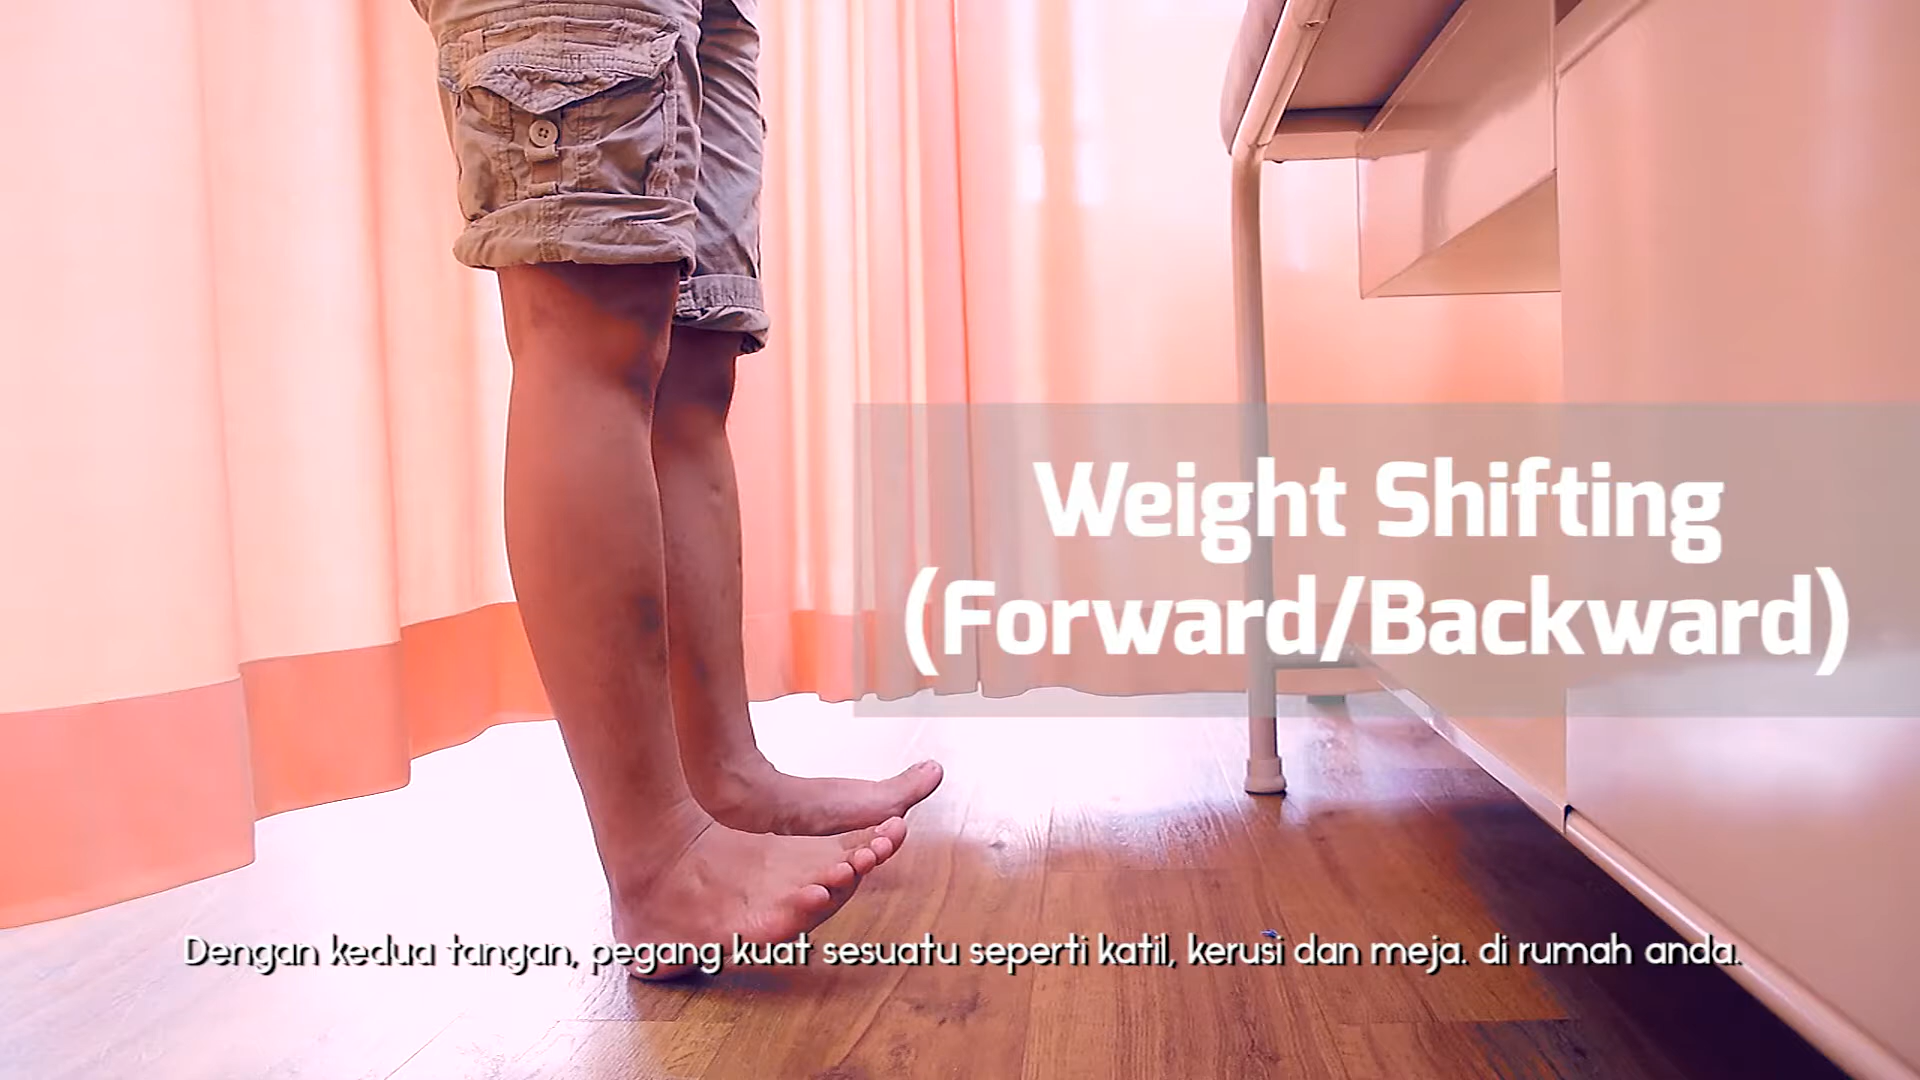 Weight Shifting
(Forward/Backward)
Dengan kedua tangan, pegang kuat sesuatu seperti katil, kerusi dan meja. di rumah anda.